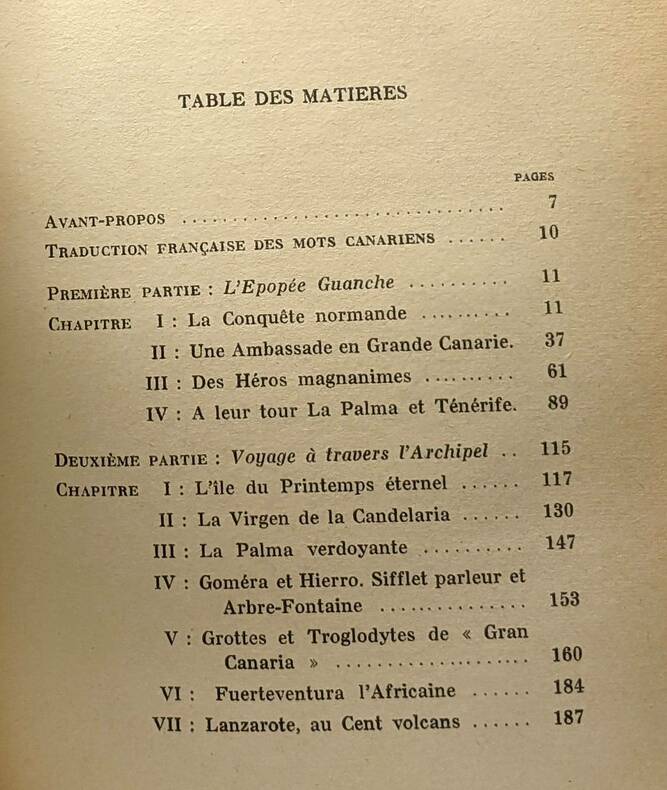 TABLE DES MATIERES
PAGES
AVANT-PROPOS .................................. 7
TRADUCTION FRANÇAISE DES MOTS CANARIENS ...... 10
PREMIÈRE PARTIE : L'Epopée Guanche .......... 11
CHAPITRE I : La Conquête normande .......... 11
II : Une Ambassade en Grande Canarie. 37
III : Des Héros magnanimes .......... 61
IV : A leur tour La Palma et Ténérife. 89
DEUXIÈME PARTIE : Voyage à travers l'Archipel .. 115
CHAPITRE I : L'île du Printemps éternel ...... 117
II : La Virgen de la Candelaria ...... 130
III : La Palma verdoyante .......... 147
IV : Goméra et Hierro. Sifflet parleur et
Arbre-Fontaine ............... 153
V : Grottes et Troglodytes de « Gran
Canaria » .................... 160
VI : Fuerteventura l'Africaine ...... 184
VII : Lanzarote, au Cent volcans ...... 187